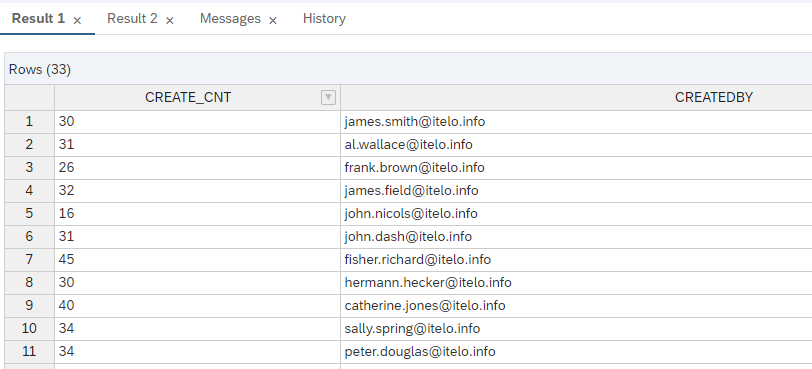 Result 1 × Result 2 × Messages × History
Rows (33)
CREATE_CNT CREATEDBY
1 30 james.smith@itelo.info
2 31 al.wallace@itelo.info
3 26 frank.brown@itelo.info
4 32 james.field@itelo.info
5 16 john.nicols@itelo.info
6 31 john.dash@itelo.info
7 45 fisher.richard@itelo.info
8 30 hermann.hecker@itelo.info
9 40 catherine.jones@itelo.info
10 34 sally.spring@itelo.info
11 34 peter.douglas@itelo.info